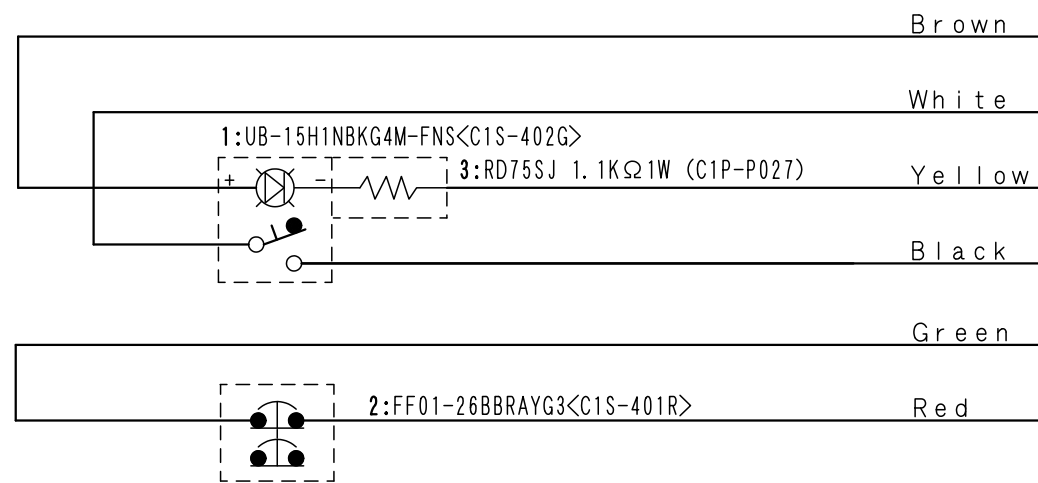 Brown
White
1:UB-15H1NBKG4M-FNS<C1S-402G>
3:RD75SJ 1.1KΩ1W (C1P-P027)
Yellow
+ -
Black
Green
2:FF01-26BBRAYG3<C1S-401R>
Red